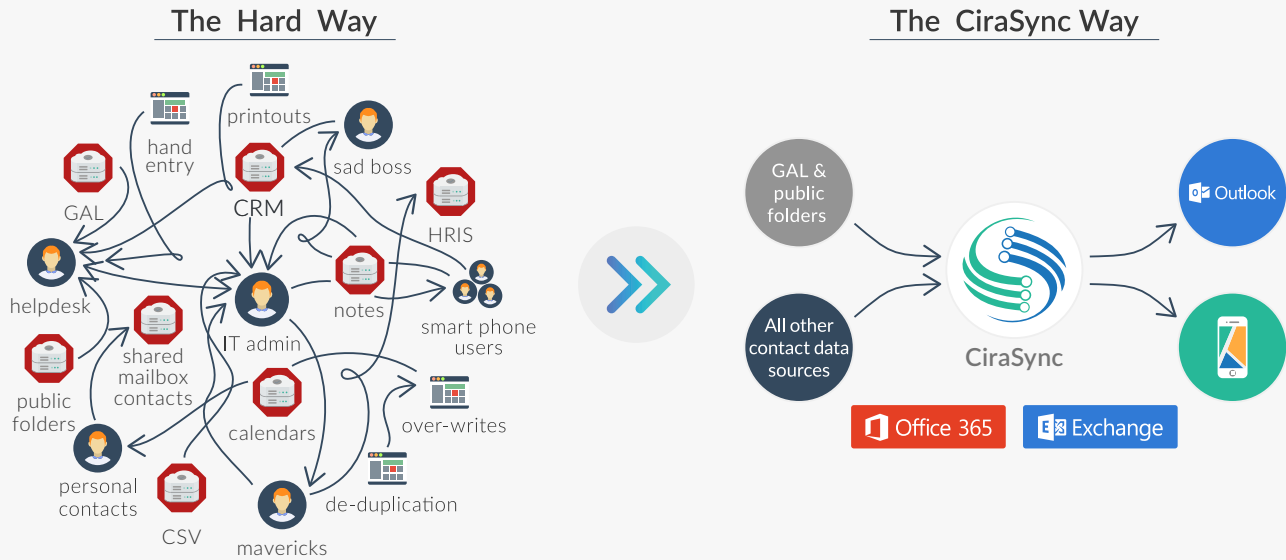 The Hard Way
printouts
hand
entry
sad boss
GAL
CRM
HRIS
helpdesk
IT admin
notes
smart phone
users
shared
mailbox
contacts
public
folders
calendars
over-writes
personal
contacts
CSV
de-duplication
mavericks
The CiraSync Way
GAL &
public
folders
Outlook
All other
contact data
sources
CiraSync
Office 365
Exchange